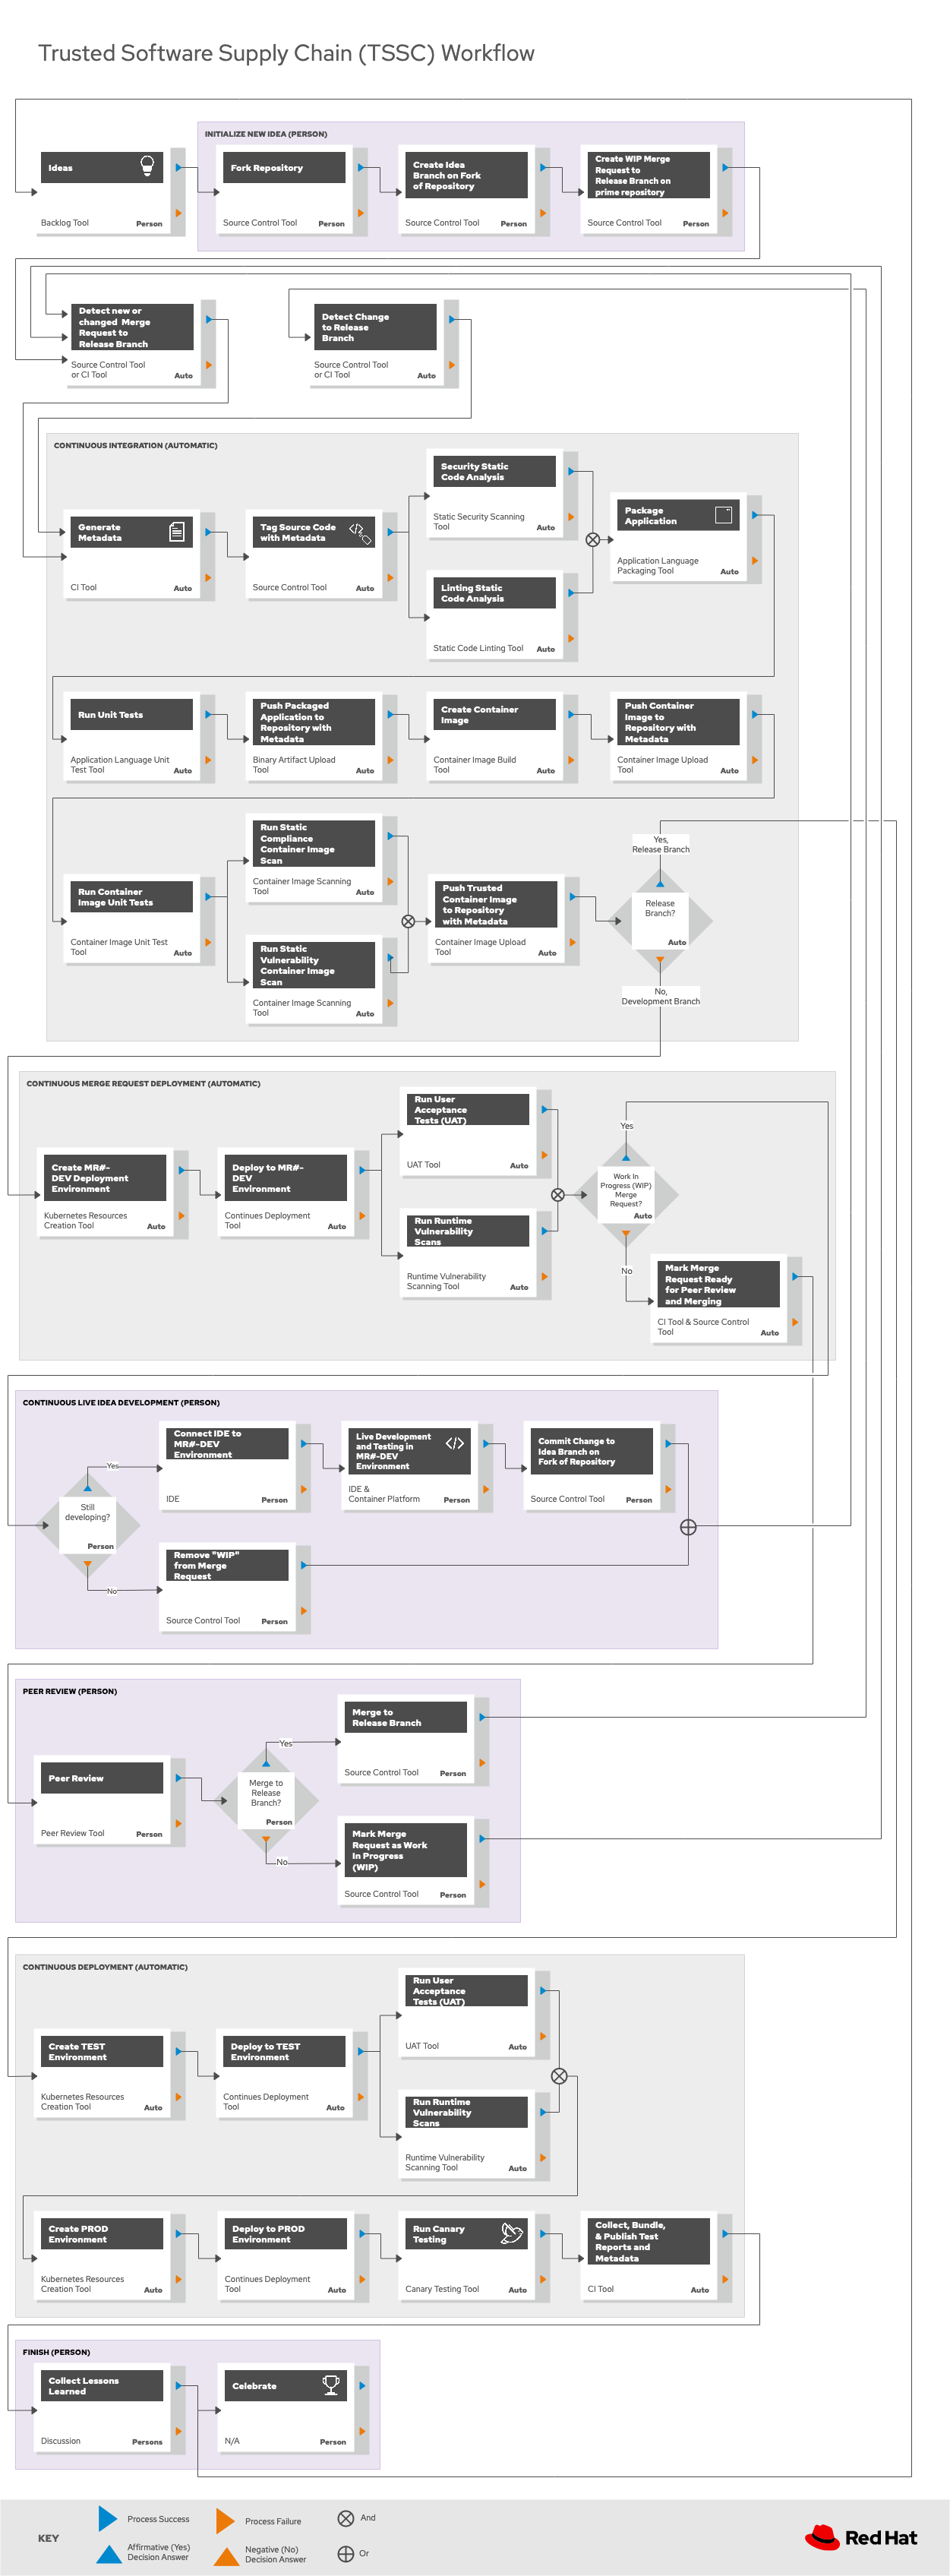 Trusted Software Supply Chain (TSSC) Workflow
INITIALIZE NEW IDEA (PERSON)
Ideas
Backlog Tool
Person
Fork Repository
Source Control Tool
Person
Create Idea
Branch on Fork
of Repository
Source Control Tool
Person
Create WIP Merge
Request to
Release Branch on
prime repository
Source Control Tool
Person
Detect new or
changed Merge
Request to
Release Branch
Source Control Tool
or CI Tool
Auto
Detect Change
to Release
Branch
Source Control Tool
or CI Tool
Auto
CONTINUOUS INTEGRATION (AUTOMATIC)
Generate
Metadata
CI Tool
Auto
Tag Source Code
with Metadata
Source Control Tool
Auto
Security Static
Code Analysis
Static Security Scanning
Tool
Auto
Linting Static
Code Analysis
Static Code Linting Tool
Auto
Package
Application
Application Language
Packaging Tool
Auto
Run Unit Tests
Application Language Unit
Test Tool
Auto
Push Packaged
Application to
Repository with
Metadata
Binary Artifact Upload
Tool
Auto
Create Container
Image
Container Image Build
Tool
Auto
Push Container
Image to
Repository with
Metadata
Container Image Upload
Tool
Auto
Run Container
Image Unit Tests
Container Image Unit Test
Tool
Auto
Run Static
Compliance
Container Image
Scan
Container Image Scanning
Tool
Auto
Run Static
Vulnerability
Container Image
Scan
Container Image Scanning
Tool
Auto
Push Trusted
Container Image
to Repository
with Metadata
Container Image Upload
Tool
Auto
Yes,
Release Branch
Release
Branch?
Auto
No,
Development Branch
CONTINUOUS MERGE REQUEST DEPLOYMENT (AUTOMATIC)
Create MR#-
DEV Deployment
Environment
Kubernetes Resources
Creation Tool
Auto
Deploy to MR#-
DEV Environment
Continues Deployment
Tool
Auto
Run User
Acceptance
Tests (UAT)
UAT Tool
Auto
Run Runtime
Vulnerability
Scans
Runtime Vulnerability
Scanning Tool
Auto
Yes
Work In
Progress (WIP)
Merge
Request?
Auto
No
Mark Merge
Request Ready
for Peer Review
and Merging
CI Tool & Source Control
Tool
Auto
CONTINUOUS LIVE IDEA DEVELOPMENT (PERSON)
Still
developing?
Person
Yes
No
Connect IDE to
MR#-DEV
Environment
IDE
Person
Live Development
and Testing in
MR#-DEV
Environment
IDE &
Container Platform
Person
Commit Change to
Idea Branch on
Fork of Repository
Source Control Tool
Person
Remove "WIP"
from Merge
Request
Source Control Tool
Person
PEER REVIEW (PERSON)
Peer Review
Peer Review Tool
Person
Merge to
Release
Branch?
Person
Yes
No
Merge to
Release Branch
Source Control Tool
Person
Mark Merge
Request as Work
In Progress
(WIP)
Source Control Tool
Person
CONTINUOUS DEPLOYMENT (AUTOMATIC)
Create TEST
Environment
Kubernetes Resources
Creation Tool
Auto
Deploy to TEST
Environment
Continues Deployment
Tool
Auto
Run User
Acceptance
Tests (UAT)
UAT Tool
Auto
Run Runtime
Vulnerability
Scans
Runtime Vulnerability
Scanning Tool
Auto
Create PROD
Environment
Kubernetes Resources
Creation Tool
Auto
Deploy to PROD
Environment
Continues Deployment
Tool
Auto
Run Canary
Testing
Canary Testing Tool
Auto
Collect, Bundle,
& Publish Test
Reports and
Metadata
CI Tool
Auto
FINISH (PERSON)
Collect Lessons
Learned
Discussion
Persons
Celebrate
N/A
Person
KEY
Process Success
Affirmative (Yes)
Decision Answer
Process Failure
Negative (No)
Decision Answer
And
Or
Red Hat